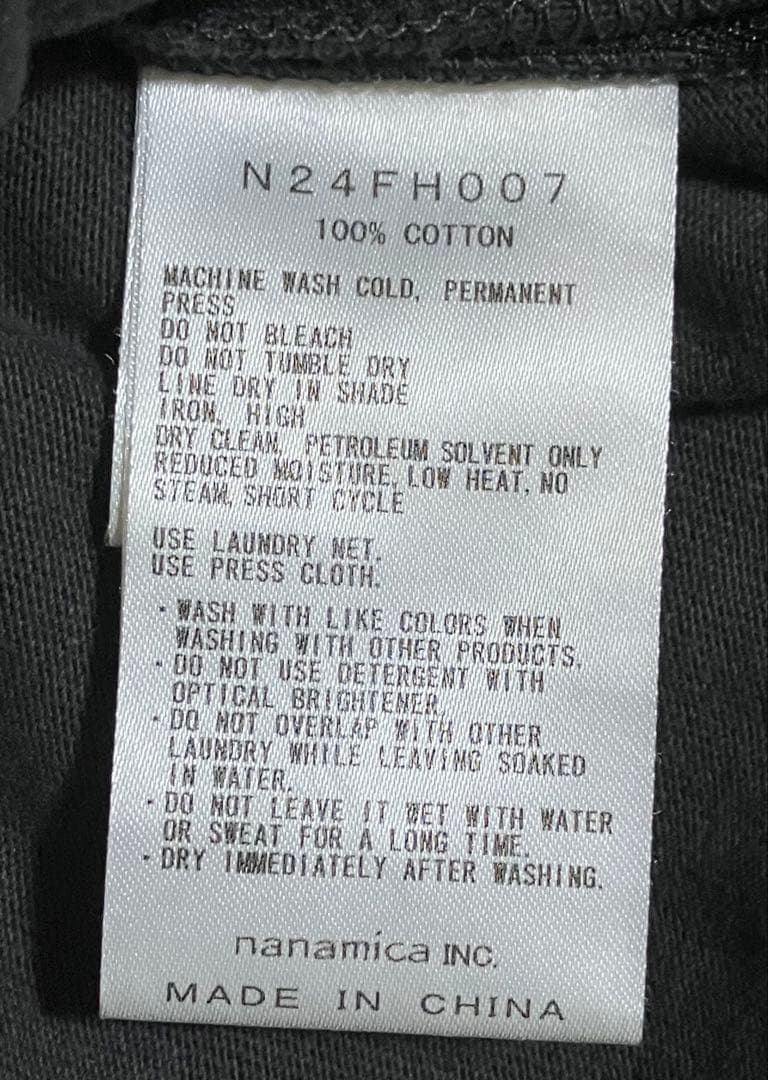 N24FH007
100% COTTON
MACHINE WASH COLD, PERMANENT
PRESS
DO NOT BLEACH
DO NOT TUMBLE DRY
LINE DRY IN SHADE
IRON, HIGH
DRY CLEAN, PETROLEUM SOLVENT ONLY
REDUCED MOISTURE, LOW HEAT, NO
STEAM, SHORT CYCLE
USE LAUNDRY NET.
USE PRESS CLOTH.
・WASH WITH LIKE COLORS WHEN
WASHING WITH OTHER PRODUCTS.
・DO NOT USE DETERGENT WITH
OPTICAL BRIGHTENER.
・DO NOT OVERLAP WITH OTHER
LAUNDRY WHILE LEAVING SOAKED
IN WATER.
・DO NOT LEAVE IT WET WITH WATER
OR SWEAT FOR A LONG TIME.
・DRY IMMEDIATELY AFTER WASHING.
nanamica INC.
MADE IN CHINA